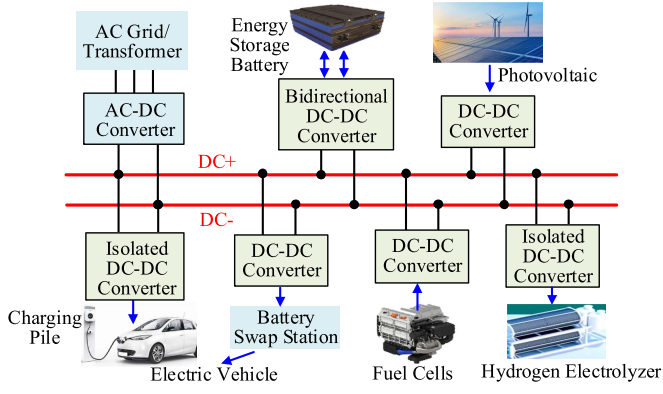 AC Grid/
Transformer
Energy
Storage
Battery
Photovoltaic
AC-DC
Converter
Bidirectional
DC-DC
Converter
DC-DC
Converter
DC+
DC-
Isolated
DC-DC
Converter
DC-DC
Converter
DC-DC
Converter
Isolated
DC-DC
Converter
Charging
Pile
Battery
Swap Station
Electric Vehicle
Fuel Cells
Hydrogen Electrolyzer